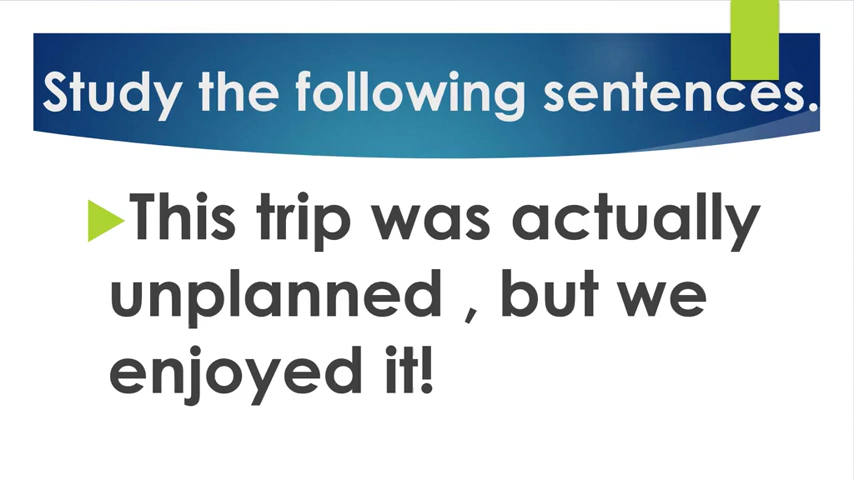 Study the following sentences.
This trip was actually
unplanned , but we
enjoyed it!